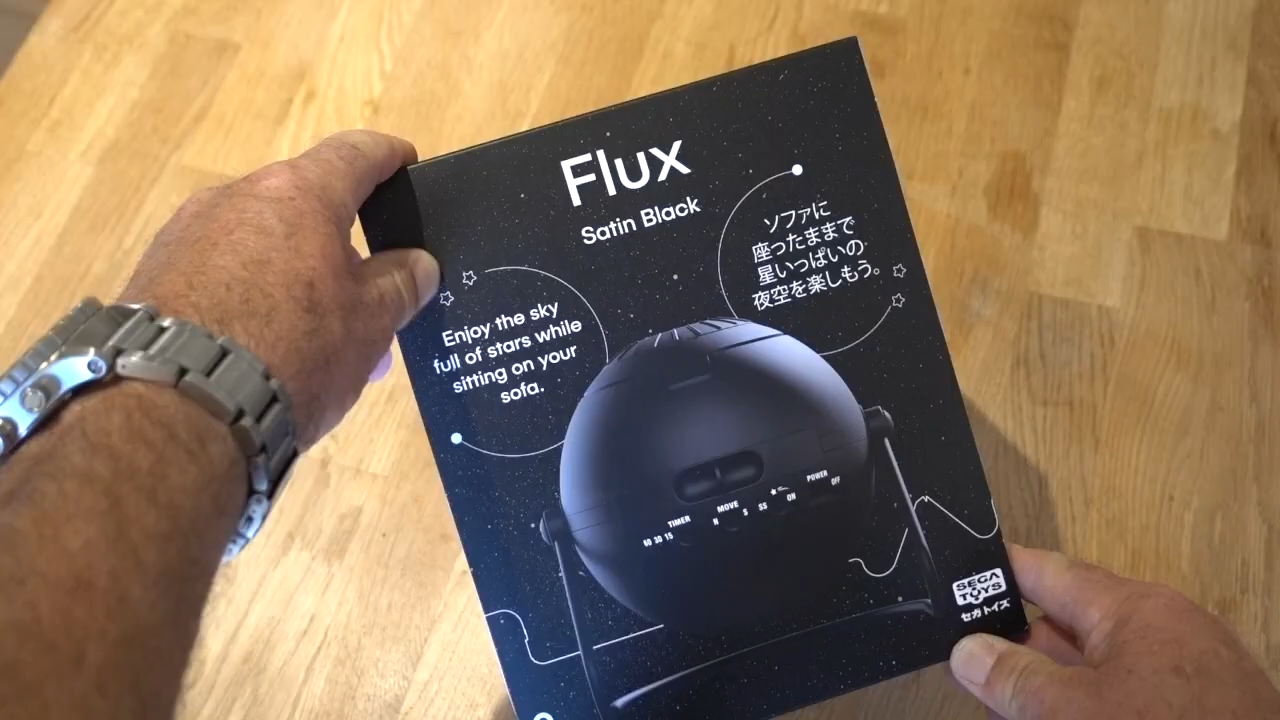 Flux
Satin Black
ソファに
座ったままで
星いっぱいの
夜空を楽しもう。
Enjoy the sky
full of stars while
sitting on your
sofa.
POWER
ON OFF
MOVE
N S SS
TIMER
60 30 15
SEGA
TOYS
セガトイズ